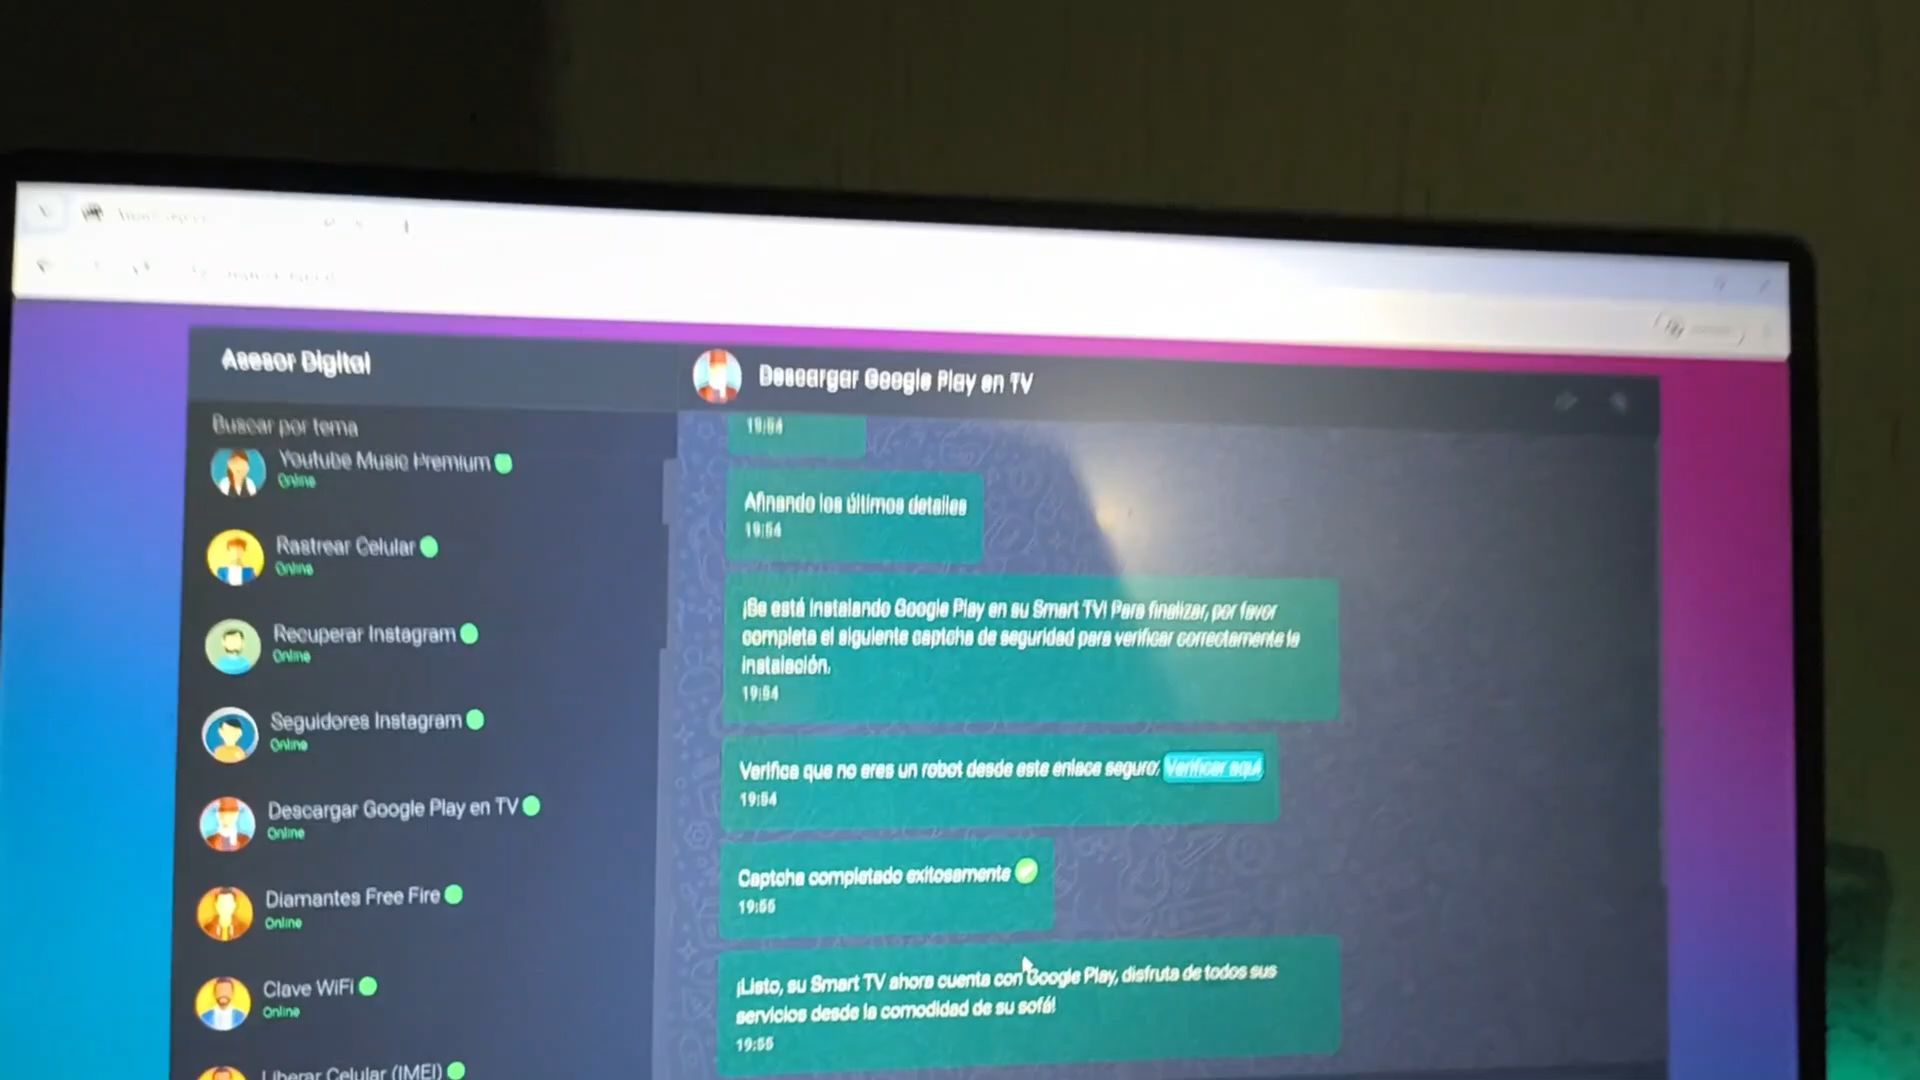 Asesor Digital
Buscar por tema
Youtube Music Premium
Online
Rastrear Celular
Online
Recuperar Instagram
Online
Seguidores Instagram
Online
Descargar Google Play en TV
Online
Diamantes Free Fire
Online
Clave WiFi
Online
Liberar Celular (IMEI)
Descargar Google Play en TV
19:54
Afinando los últimos detalles
19:54
¡Se está instalando Google Play en su Smart TV! Para finalizar, por favor
completa el siguiente captcha de seguridad para verificar correctamente la
instalación.
19:54
Verifica que no eres un robot desde este enlace seguro: Verificar aquí
19:54
Captcha completado exitosamente
19:55
¡Listo, su Smart TV ahora cuenta con Google Play, disfruta de todos sus
servicios desde la comodidad de su sofá!
19:55